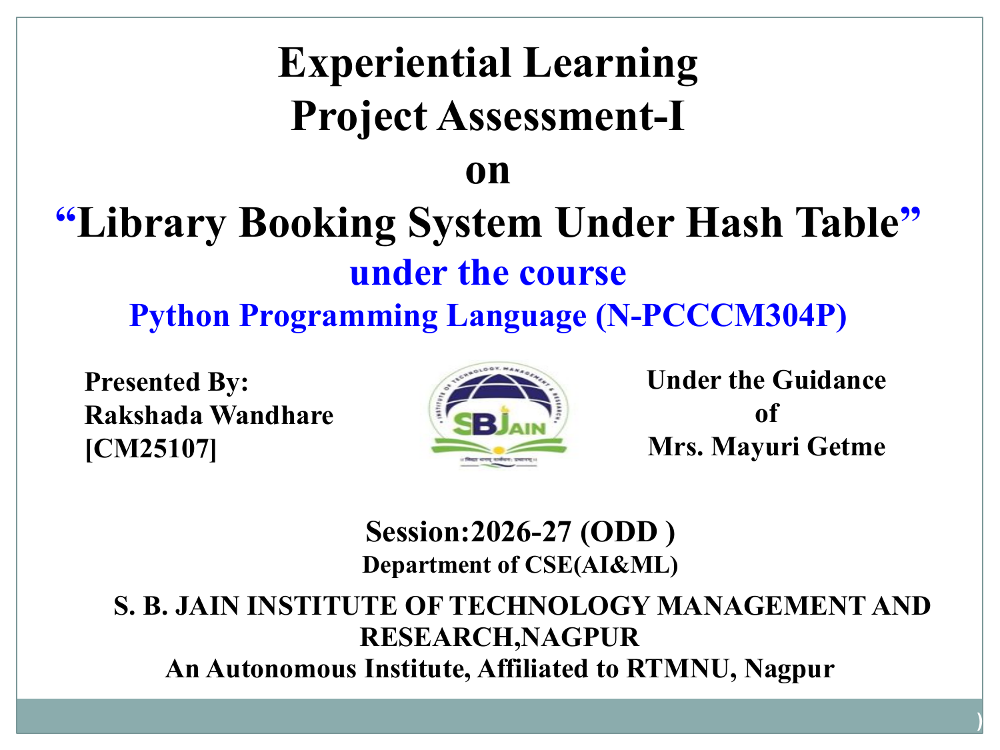 Experiential Learning
Project Assessment-I
on
“Library Booking System Under Hash Table”
under the course
Python Programming Language (N-PCCCM304P)
Presented By:
Rakshada Wandhare
[CM25107]
INSTITUTE OF TECHNOLOGY, MANAGEMENT & RESEARCH,
SBJAIN
Under the Guidance
of
Mrs. Mayuri Getme
Session:2026-27 (ODD )
Department of CSE(AI&ML)
S. B. JAIN INSTITUTE OF TECHNOLOGY MANAGEMENT AND
RESEARCH,NAGPUR
An Autonomous Institute, Affiliated to RTMNU, Nagpur
)